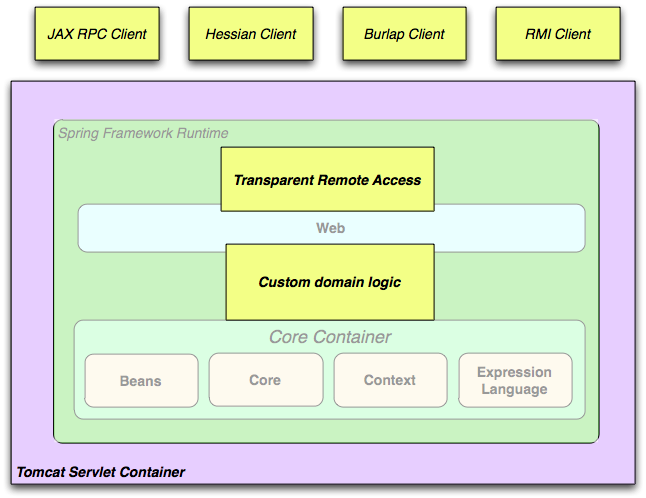 JAX RPC Client
Hessian Client
Burlap Client
RMI Client
Spring Framework Runtime
Transparent Remote Access
Web
Custom domain logic
Core Container
Beans
Core
Context
Expression
Language
Tomcat Servlet Container